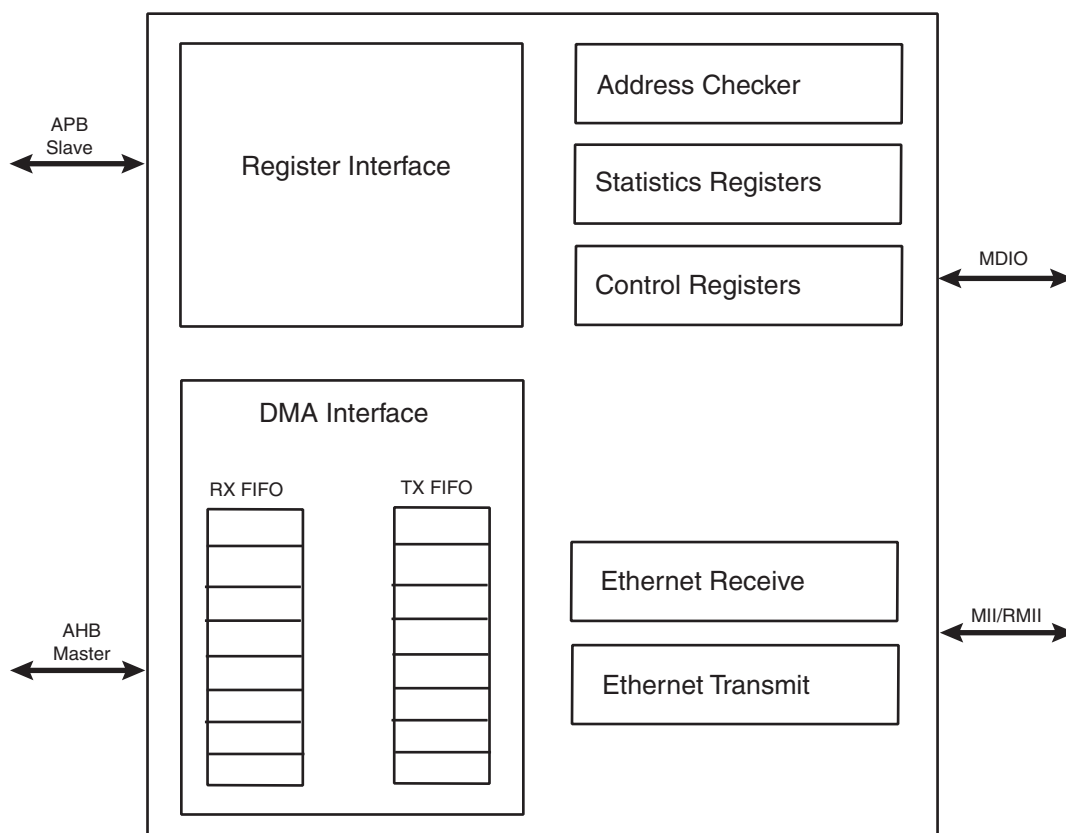 Address Checker
APB
Slave
Register Interface
Statistics Registers
Control Registers
MDIO
DMA Interface
RX FIFO
TX FIFO
Ethernet Receive
MII/RMII
AHB
Master
Ethernet Transmit